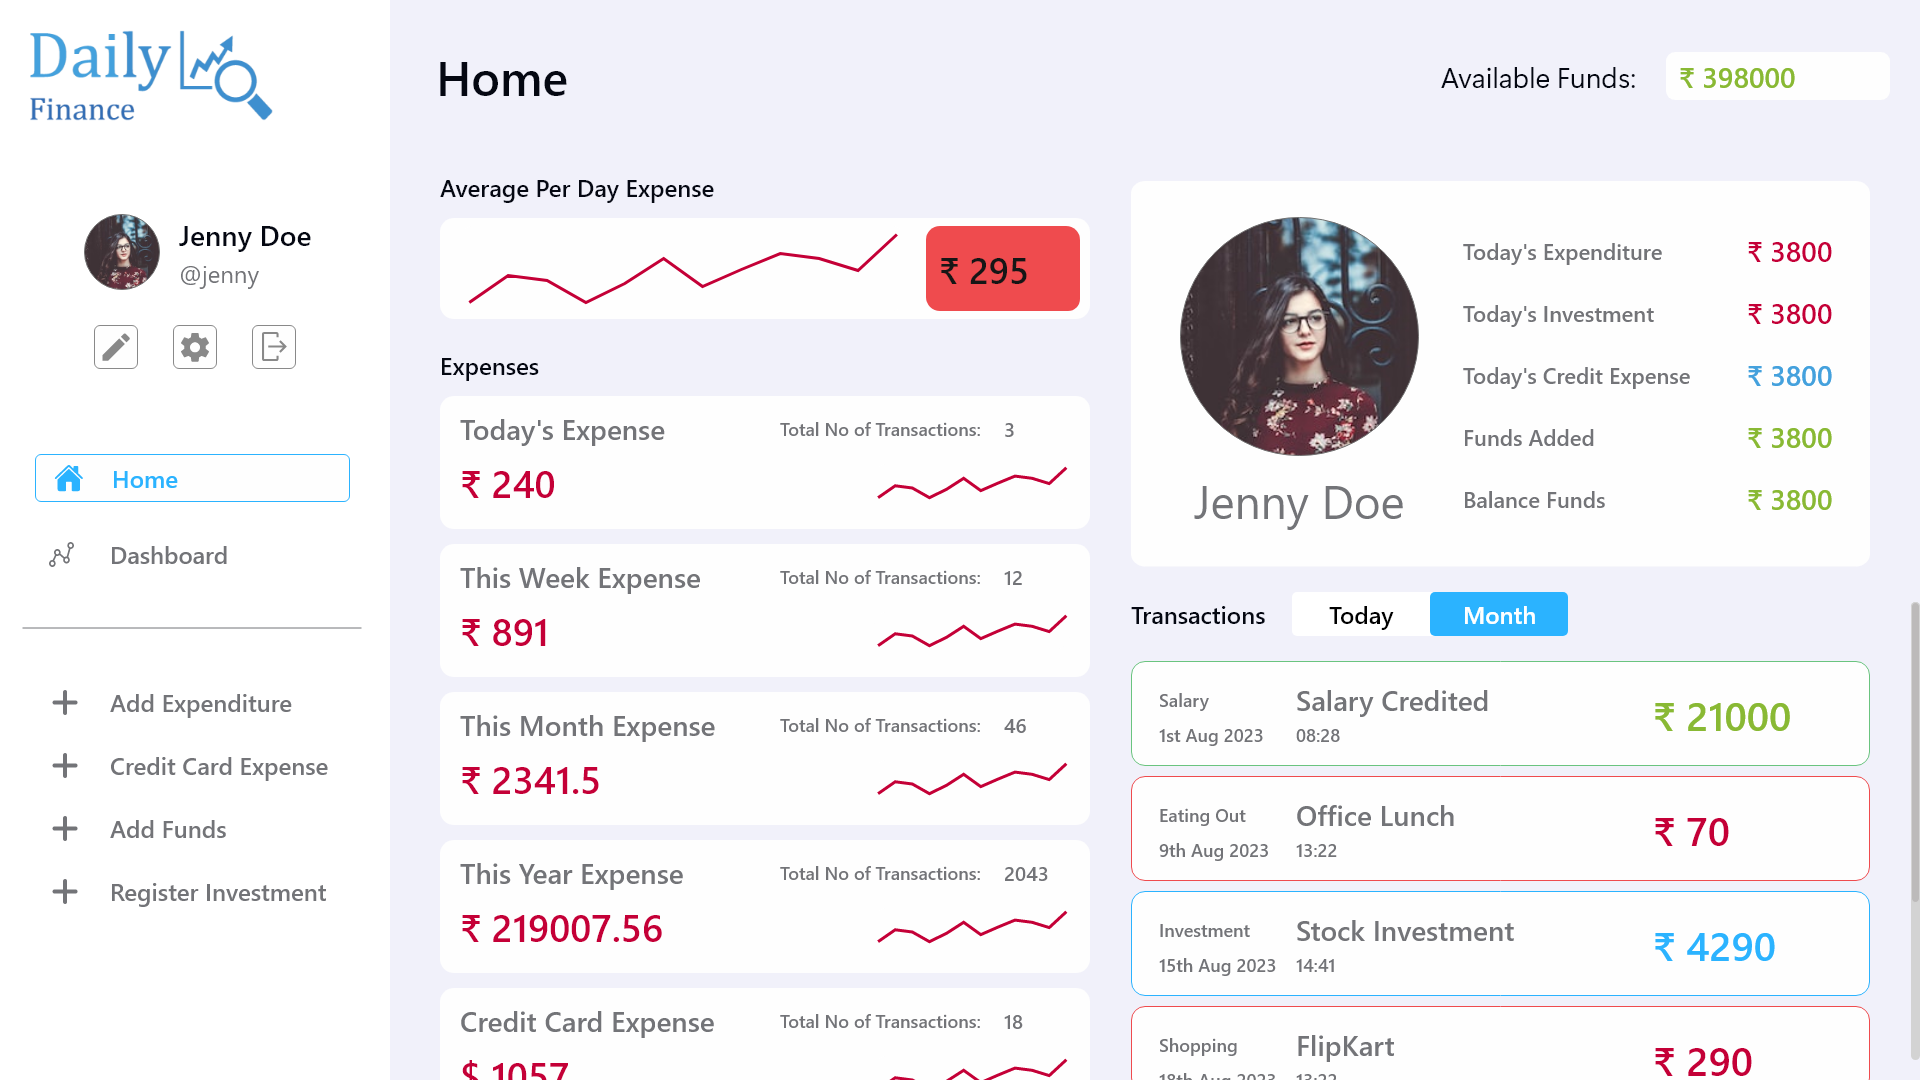 Daily
Finance
Jenny Doe
@jenny
Home
Dashboard
Add Expenditure
Credit Card Expense
Add Funds
Register Investment
Home
Available Funds:
₹ 398000
Average Per Day Expense
₹ 295
Expenses
Today's Expense
Total No of Transactions: 3
₹ 240
This Week Expense
Total No of Transactions: 12
₹ 891
This Month Expense
Total No of Transactions: 46
₹ 2341.5
This Year Expense
Total No of Transactions: 2043
₹ 219007.56
Credit Card Expense
Total No of Transactions: 18
$ 1057
Jenny Doe
Today's Expenditure ₹ 3800
Today's Investment ₹ 3800
Today's Credit Expense ₹ 3800
Funds Added ₹ 3800
Balance Funds ₹ 3800
Transactions Today Month
Salary
1st Aug 2023
Salary Credited
08:28
₹ 21000
Eating Out
9th Aug 2023
Office Lunch
13:22
₹ 70
Investment
15th Aug 2023
Stock Investment
14:41
₹ 4290
Shopping
18th Aug 2023
FlipKart
13:22
₹ 290